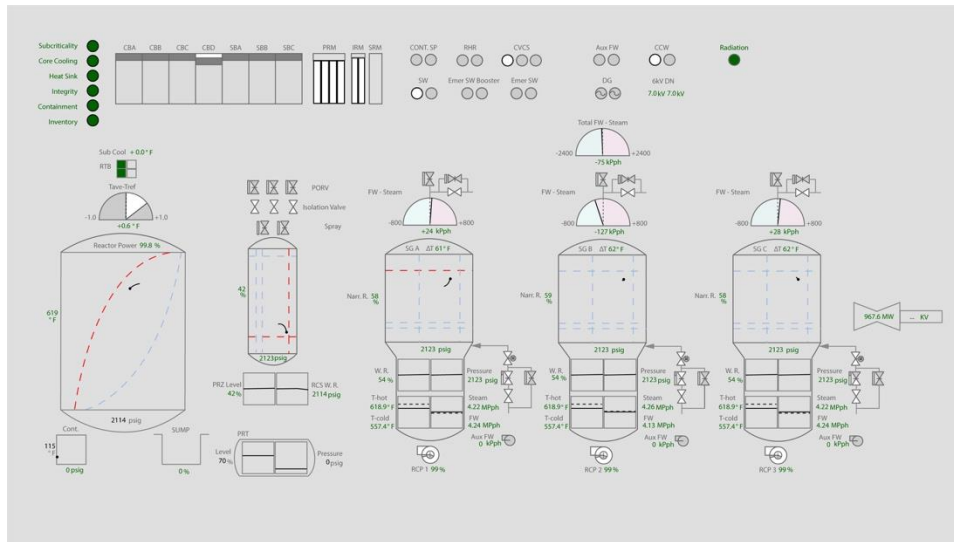 Subcriticality
Core Cooling
Heat Sink
Integrity
Containment
Inventory
CBA CBB CBC CBD SBA SBB SBC
PRM IRM SRM
CONT. SP RHR CVCS Aux FW CCW Radiation
SW Emer SW Booster Emer SW DG 6kV DN
7.0 kV 7.0 kV
Total FW - Steam
-2400 +2400
-75 kPph
Sub Cool + 0.0° F
RTB
Tave-Tref
-1.0 +1.0
+0.6 ° F
Reactor Power 99.8 %
619
° F
2114 psig
Cont.
115
° F
0 psig
SUMP
0 %
PORV
Isolation Valve
Spray
42
%
2123 psig
PRZ Level
42%
RCS W. R.
2114 psig
PRT
Level
70 %
Pressure
0 psig
FW - Steam
-800 +800
+24 kPph
SG A ΔT 61° F
Narr. R. 58
%
2123 psig
W. R.
54 %
Pressure
2123 psig
T-hot
618.9° F
Steam
4.22 MPph
T-cold
557.4° F
FW
4.24 MPph
Aux FW
0 kPph
RCP 1 99 %
FW - Steam
-800 +800
-127 kPph
SG B ΔT 62° F
Narr. R. 59
%
2123 psig
W. R.
54 %
Pressure
2123 psig
T-hot
618.9° F
Steam
4.26 MPph
T-cold
557.4° F
FW
4.13 MPph
Aux FW
0 kPph
RCP 2 99 %
FW - Steam
-800 +800
+28 kPph
SG C ΔT 62° F
Narr. R. 58
%
2123 psig
W. R.
54 %
Pressure
2123 psig
T-hot
618.9° F
Steam
4.22 MPph
T-cold
557.4° F
FW
4.24 MPph
Aux FW
0 kPph
RCP 3 99 %
967.6 MW -- KV